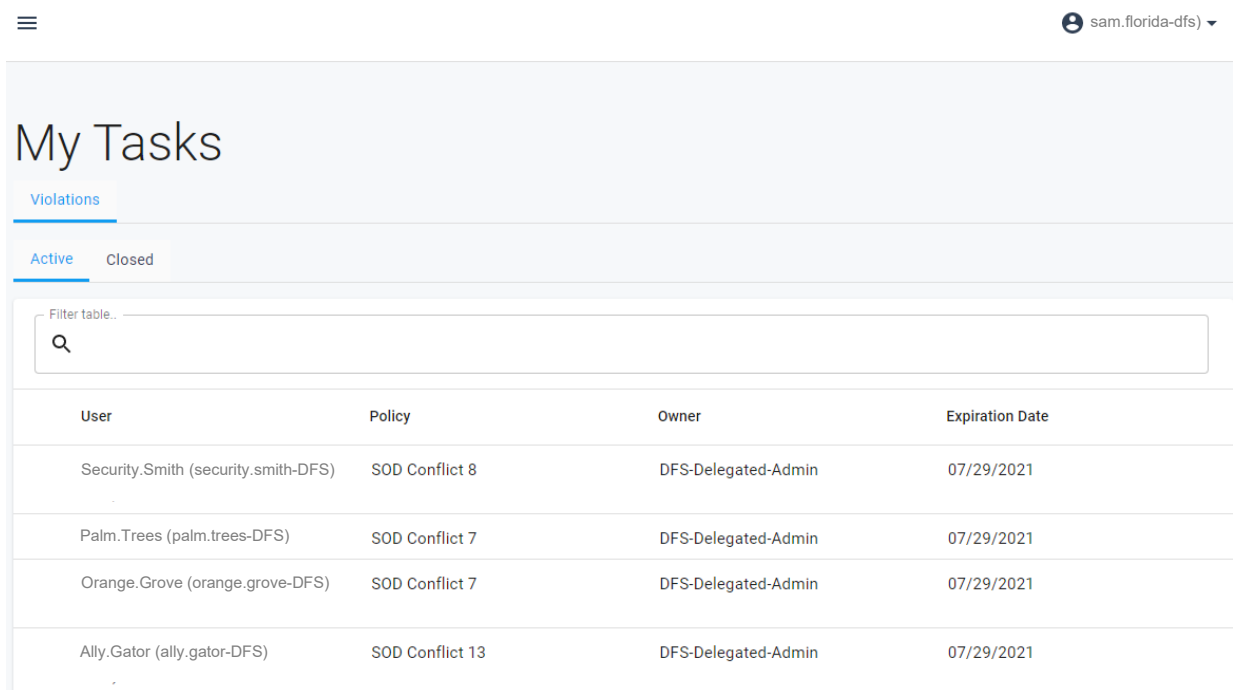 sam.florida-dfs)
My Tasks
Violations
Active Closed
Filter table..
User Policy Owner Expiration Date
Security.Smith (security.smith-DFS) SOD Conflict 8 DFS-Delegated-Admin 07/29/2021
Palm.Trees (palm.trees-DFS) SOD Conflict 7 DFS-Delegated-Admin 07/29/2021
Orange.Grove (orange.grove-DFS) SOD Conflict 7 DFS-Delegated-Admin 07/29/2021
Ally.Gator (ally.gator-DFS) SOD Conflict 13 DFS-Delegated-Admin 07/29/2021